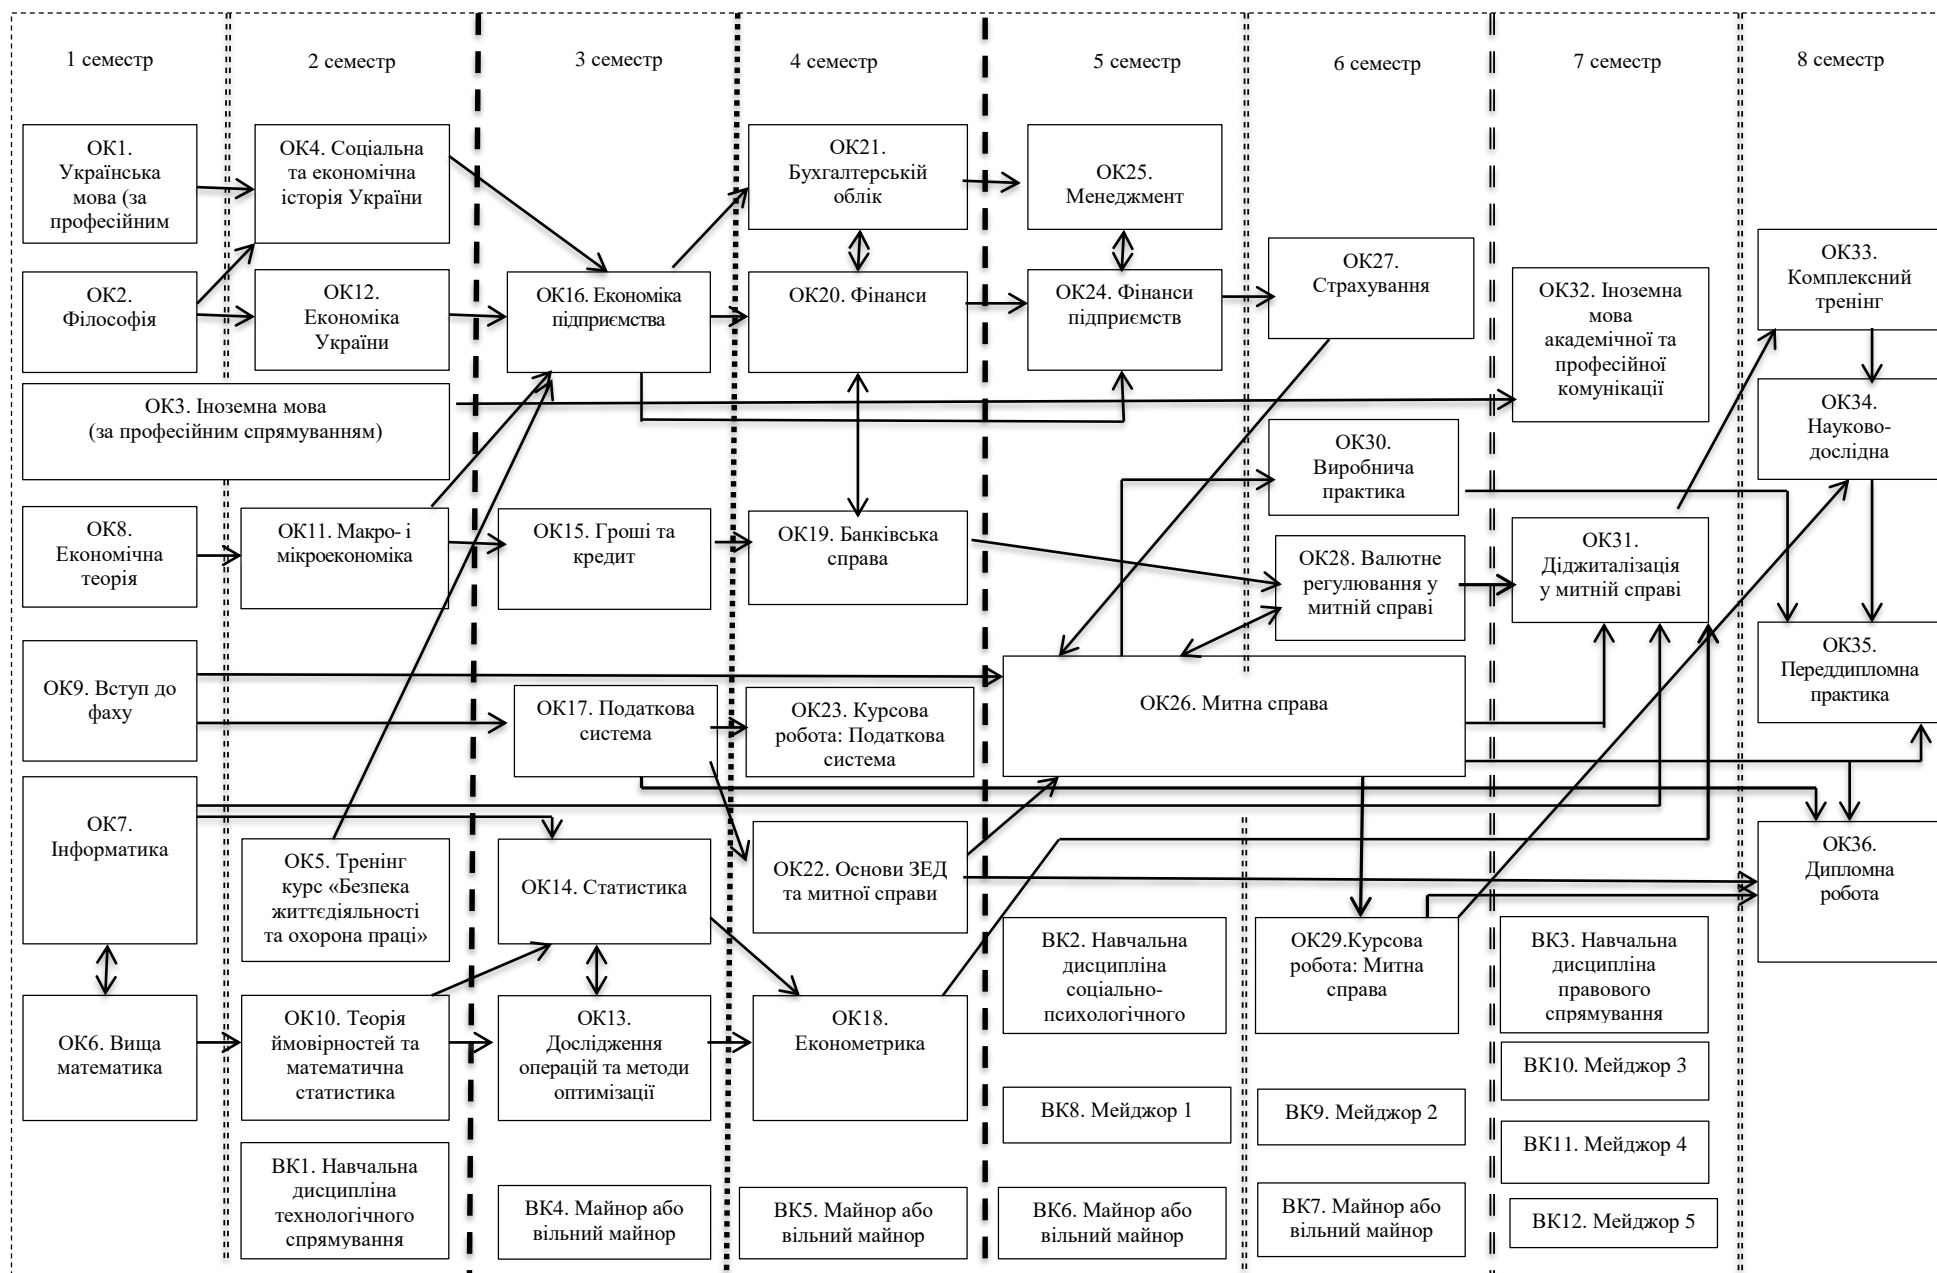 1 семестр
2 семестр
3 семестр
4 семестр
5 семестр
6 семестр
7 семестр
8 семестр
ОК1.
Українська
мова (за
професійним
ОК2.
Філософія
ОК3. Іноземна мова
(за професійним спрямуванням)
ОК8.
Економічна
теорія
ОК9. Вступ до
фаху
ОК7.
Інформатика
ОК6. Вища
математика
ОК4. Соціальна
та економічна
історія України
ОК12.
Економіка
України
ОК11. Макро- і
мікроекономіка
ОК5. Тренінг
курс «Безпека
життєдіяльності
та охорона праці»
ОК10. Теорія
ймовірностей та
математична
статистика
ВК1. Навчальна
дисципліна
технологічного
спрямування
ОК16. Економіка
підприємства
ОК15. Гроші та
кредит
ОК17. Податкова
система
ОК14. Статистика
ОК13.
Дослідження
операцій та методи
оптимізації
ВК4. Майнор або
вільний майнор
ОК21.
Бухгалтерській
облік
ОК20. Фінанси
ОК19. Банківська
справа
ОК23. Курсова
робота: Податкова
система
ОК22. Основи ЗЕД
та митної справи
ОК18.
Економетрика
ВК5. Майнор або
вільний майнор
ОК25.
Менеджмент
ОК24. Фінанси
підприємств
ОК26. Митна справа
ВК2. Навчальна
дисципліна
соціально-
психологічного
ВК8. Мейджор 1
ВК6. Майнор або
вільний майнор
ОК27.
Страхування
ОК30.
Виробнича
практика
ОК28. Валютне
регулювання у
митній справі
ОК29.Курсова
робота: Митна
справа
ВК9. Мейджор 2
ВК7. Майнор або
вільний майнор
ОК32. Іноземна
мова
академічної та
професійної
комунікації
ОК31.
Діджиталізація
у митній справі
ВК3. Навчальна
дисципліна
правового
спрямування
ВК10. Мейджор 3
ВК11. Мейджор 4
ВК12. Мейджор 5
ОК33.
Комплексний
тренінг
ОК34.
Науково-
дослідна
ОК35.
Переддипломна
практика
ОК36.
Дипломна
робота